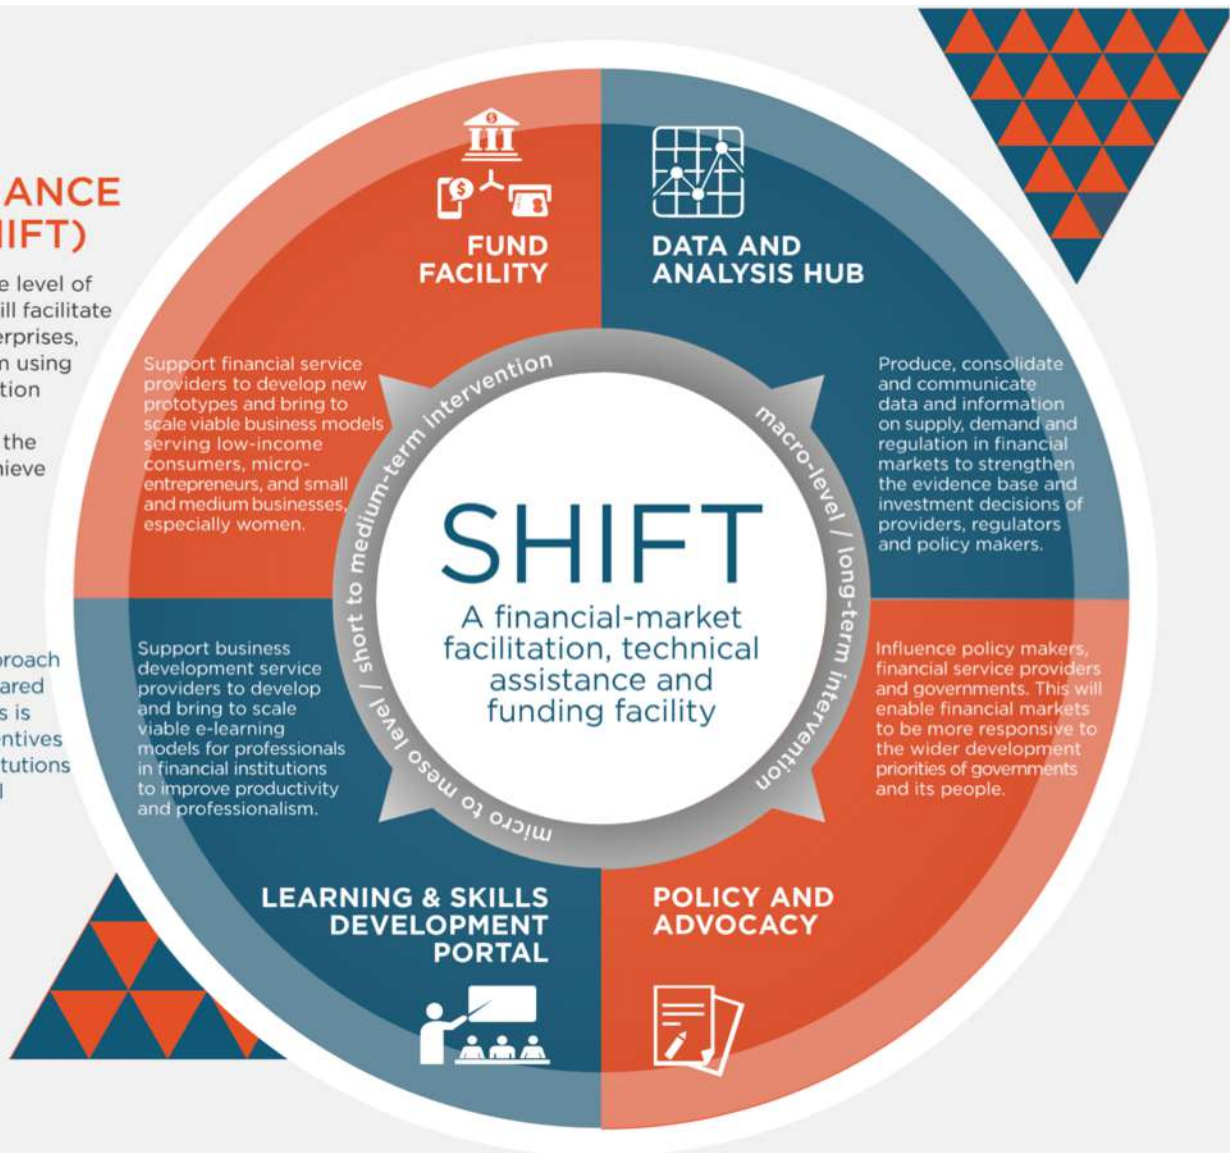 ANCE
IFT)
e level of
ill facilitate
erprises,
using
tion
the
hieve
roach
ared
s is
entives
tutions
FUND
FACILITY
Support financial service
providers to develop new
prototypes and bring to
scale viable business models
serving low-income
consumers, micro-
entrepreneurs, and small
and medium businesses,
especially women.
DATA AND
ANALYSIS HUB
Produce, consolidate
and communicate
data and information
on supply, demand and
regulation in financial
markets to strengthen
the evidence base and
investment decisions of
providers, regulators
and policy makers.
micro to meso level / short to medium-term intervention
macro-level / long-term intervention
SHIFT
A financial-market
facilitation, technical
assistance and
funding facility
Support business
development service
providers to develop
and bring to scale
viable e-learning
models for professionals
in financial institutions
to improve productivity
and professionalism.
LEARNING & SKILLS
DEVELOPMENT
PORTAL
Influence policy makers,
financial service providers
and governments. This will
enable financial markets
to be more responsive to
the wider development
priorities of governments
and its people.
POLICY AND
ADVOCACY